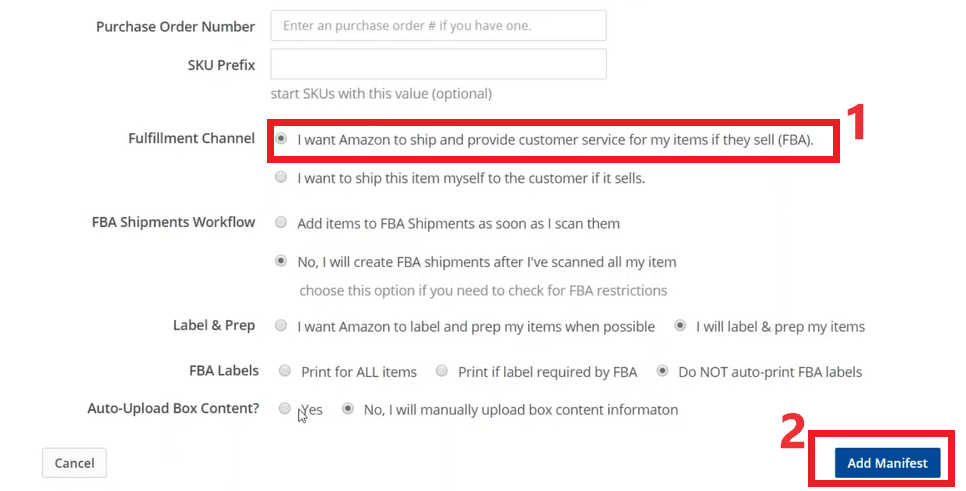 Purchase Order Number Enter an purchase order # if you have one.
SKU Prefix
start SKUs with this value (optional)
1
Fulfillment Channel I want Amazon to ship and provide customer service for my items if they sell (FBA).
I want to ship this item myself to the customer if it sells.
FBA Shipments Workflow Add items to FBA Shipments as soon as I scan them
No, I will create FBA shipments after I've scanned all my item
choose this option if you need to check for FBA restrictions
Label & Prep I want Amazon to label and prep my items when possible I will label & prep my items
FBA Labels Print for ALL items Print if label required by FBA Do NOT auto-print FBA labels
Auto-Upload Box Content? Yes No, I will manually upload box content informaton
2
Cancel Add Manifest